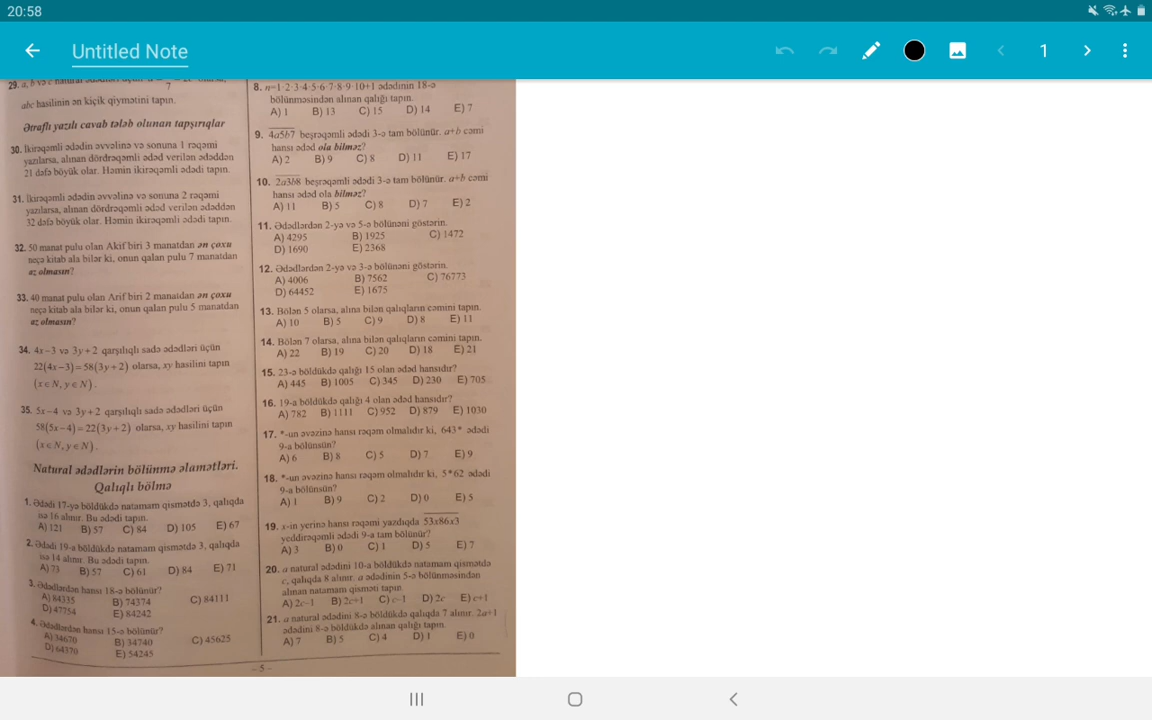 20:58
Untitled Note
1
29. a, b və c natural
7
abc hasilinin ən kiçik qiymətini tapın.
Ətraflı yazılı cavab tələb olunan tapşırıqlar
30. İkirəqəmli ədədin əvvəlinə və sonuna 1 rəqəmi
yazılarsa, alınan dördrəqəmli ədəd verilən ədəddən
21 dəfə böyük olar. Həmin ikirəqəmli ədədi tapın.
31. İkirəqəmli ədədin əvvəlinə və sonuna 2 rəqəmi
yazılarsa, alınan dördrəqəmli ədəd verilən ədəddən
32 dəfə böyük olar. Həmin ikirəqəmli ədədi tapın.
32. 50 manat pulu olan Akif biri 3 manatdan ən çoxu
neçə kitab ala bilər ki, onun qalan pulu 7 manatdan
az olmasın?
33. 40 manat pulu olan Arif biri 2 manatdan ən çoxu
neçə kitab ala bilər ki, onun qalan pulu 5 manatdan
az olmasın?
34. 4x−3 və 3y+2 qarşılıqlı sadə ədədləri üçün
22(4x−3)=58(3y+2) olarsa, xy hasilini tapın
(x∈N, y∈N).
35. 5x−4 və 3y+2 qarşılıqlı sadə ədədləri üçün
58(5x−4)=22(3y+2) olarsa, xy hasilini tapın
(x∈N, y∈N).
Natural ədədlərin bölünmə əlamətləri.
Qalıqlı bölmə
1. Ədədi 17-yə böldükdə natamam qismətdə 3, qalıqda
isə 16 alınır. Bu ədədi tapın.
A) 121 B) 57 C) 84 D) 105 E) 67
2. Ədədi 19-a böldükdə natamam qismətdə 3, qalıqda
isə 14 alınır. Bu ədədi tapın.
A) 73 B) 57 C) 61 D) 84 E) 71
3. Ədədlərdən hansı 18-ə bölünür?
A) 84335 B) 74374 C) 84111
D) 47754 E) 84242
4. Ədədlərdən hansı 15-ə bölünür?
A) 34670 B) 34740 C) 45625
D) 64370 E) 54245
8. n=1·2·3·4·5·6·7·8·9·10+1 ədədinin 18-ə
bölünməsindən alınan qalığı tapın.
A) 1 B) 13 C) 15 D) 14 E) 7
9. 4a5b7 beşrəqəmli ədədi 3-ə tam bölünür. a+b cəmi
hansı ədəd ola bilməz?
A) 2 B) 9 C) 8 D) 11 E) 17
10. 2a3b8 beşrəqəmli ədədi 3-ə tam bölünür. a+b cəmi
hansı ədəd ola bilməz?
A) 11 B) 5 C) 8 D) 7 E) 2
11. Ədədlərdən 2-yə və 5-ə bölünəni göstərin.
A) 4295 B) 1925 C) 1472
D) 1690 E) 2368
12. Ədədlərdən 2-yə və 3-ə bölünəni göstərin.
A) 4006 B) 7562 C) 76773
D) 64452 E) 1675
13. Bölən 5 olarsa, alına bilən qalıqların cəmini tapın.
A) 10 B) 5 C) 9 D) 8 E) 11
14. Bölən 7 olarsa, alına bilən qalıqların cəmini tapın.
A) 22 B) 19 C) 20 D) 18 E) 21
15. 23-ə böldükdə qalığı 15 olan ədəd hansıdır?
A) 445 B) 1005 C) 345 D) 230 E) 705
16. 19-a böldükdə qalığı 4 olan ədəd hansıdır?
A) 782 B) 1111 C) 952 D) 879 E) 1030
17. *-un əvəzinə hansı rəqəm olmalıdır ki, 643* ədədi
9-a bölünsün?
A) 6 B) 8 C) 5 D) 7 E) 9
18. *-un əvəzinə hansı rəqəm olmalıdır ki, 5*62 ədədi
9-a bölünsün?
A) 1 B) 9 C) 2 D) 0 E) 5
19. x-in yerinə hansı rəqəmi yazdıqda 53x86x3
yeddirəqəmli ədədi 9-a tam bölünür?
A) 3 B) 0 C) 1 D) 5 E) 7
20. a natural ədədini 10-a böldükdə natamam qismətdə
c, qalıqda 8 alınır. a ədədinin 5-ə bölünməsindən
alınan natamam qisməti tapın.
A) 2c−1 B) 2c+1 C) c−1 D) 2c E) c+1
21. a natural ədədini 8-ə böldükdə qalıqda 7 alınır. 2a+1
ədədini 8-ə böldükdə alınan qalığı tapın.
A) 7 B) 5 C) 4 D) 1 E) 0
– 5 –